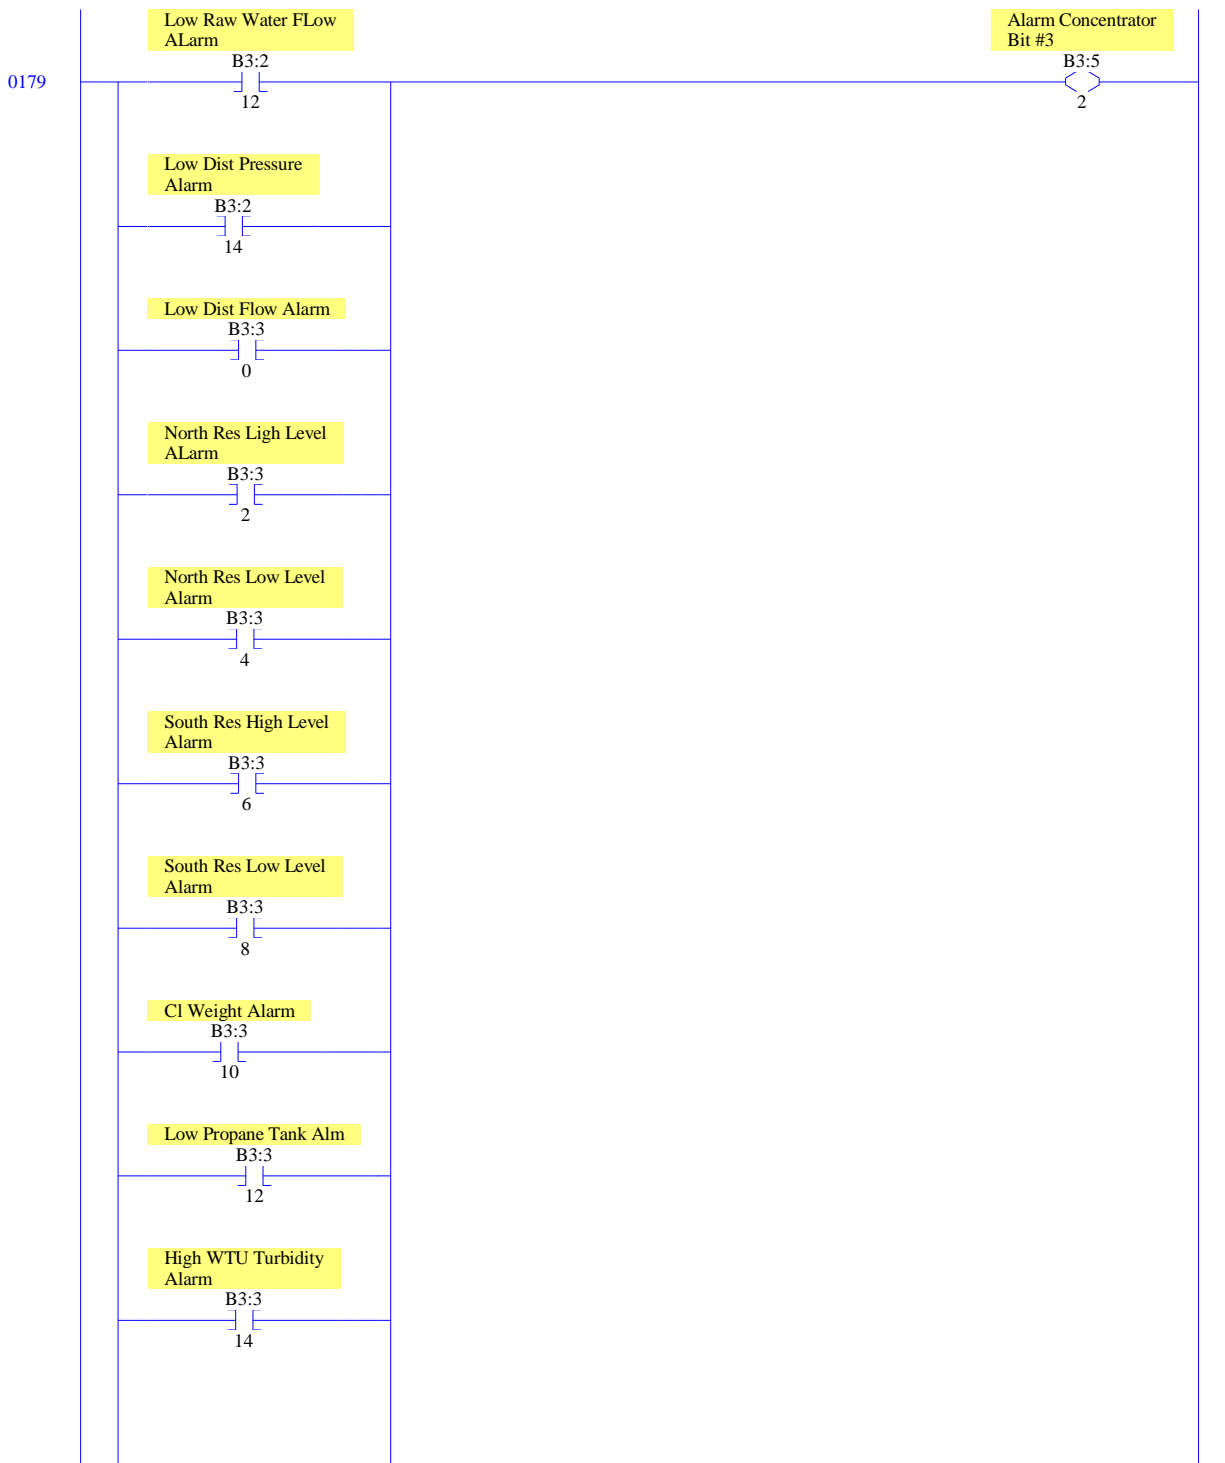 Low Raw Water FLow
ALarm
B3:2
12
Alarm Concentrator
Bit #3
B3:5
2
0179
Low Dist Pressure
Alarm
B3:2
14
Low Dist Flow Alarm
B3:3
0
North Res Ligh Level
ALarm
B3:3
2
North Res Low Level
Alarm
B3:3
4
South Res High Level
Alarm
B3:3
6
South Res Low Level
Alarm
B3:3
8
Cl Weight Alarm
B3:3
10
Low Propane Tank Alm
B3:3
12
High WTU Turbidity
Alarm
B3:3
14